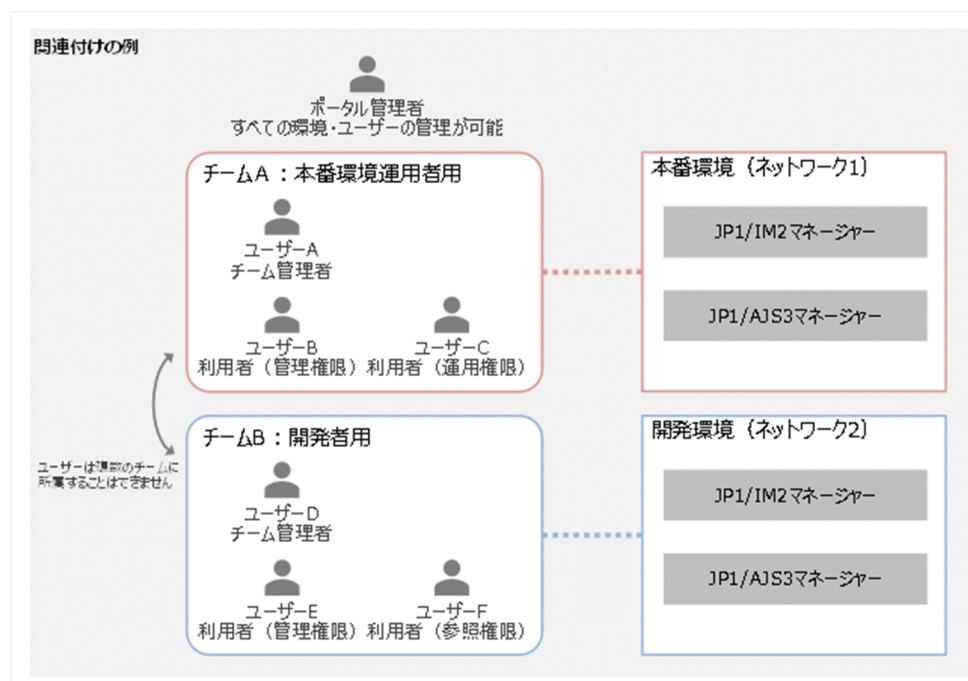 関連付けの例
ポータル管理者
すべての環境・ユーザーの管理が可能
チームA：本番環境運用者用
ユーザーA
チーム管理者
ユーザーB
利用者（管理権限）
ユーザーC
利用者（運用権限）
本番環境（ネットワーク1）
JP1/IM2マネージャー
JP1/AJS3マネージャー
ユーザーは複数のチームに
所属することはできません
チームB：開発者用
ユーザーD
チーム管理者
ユーザーE
利用者（管理権限）
ユーザーF
利用者（参照権限）
開発環境（ネットワーク2）
JP1/IM2マネージャー
JP1/AJS3マネージャー